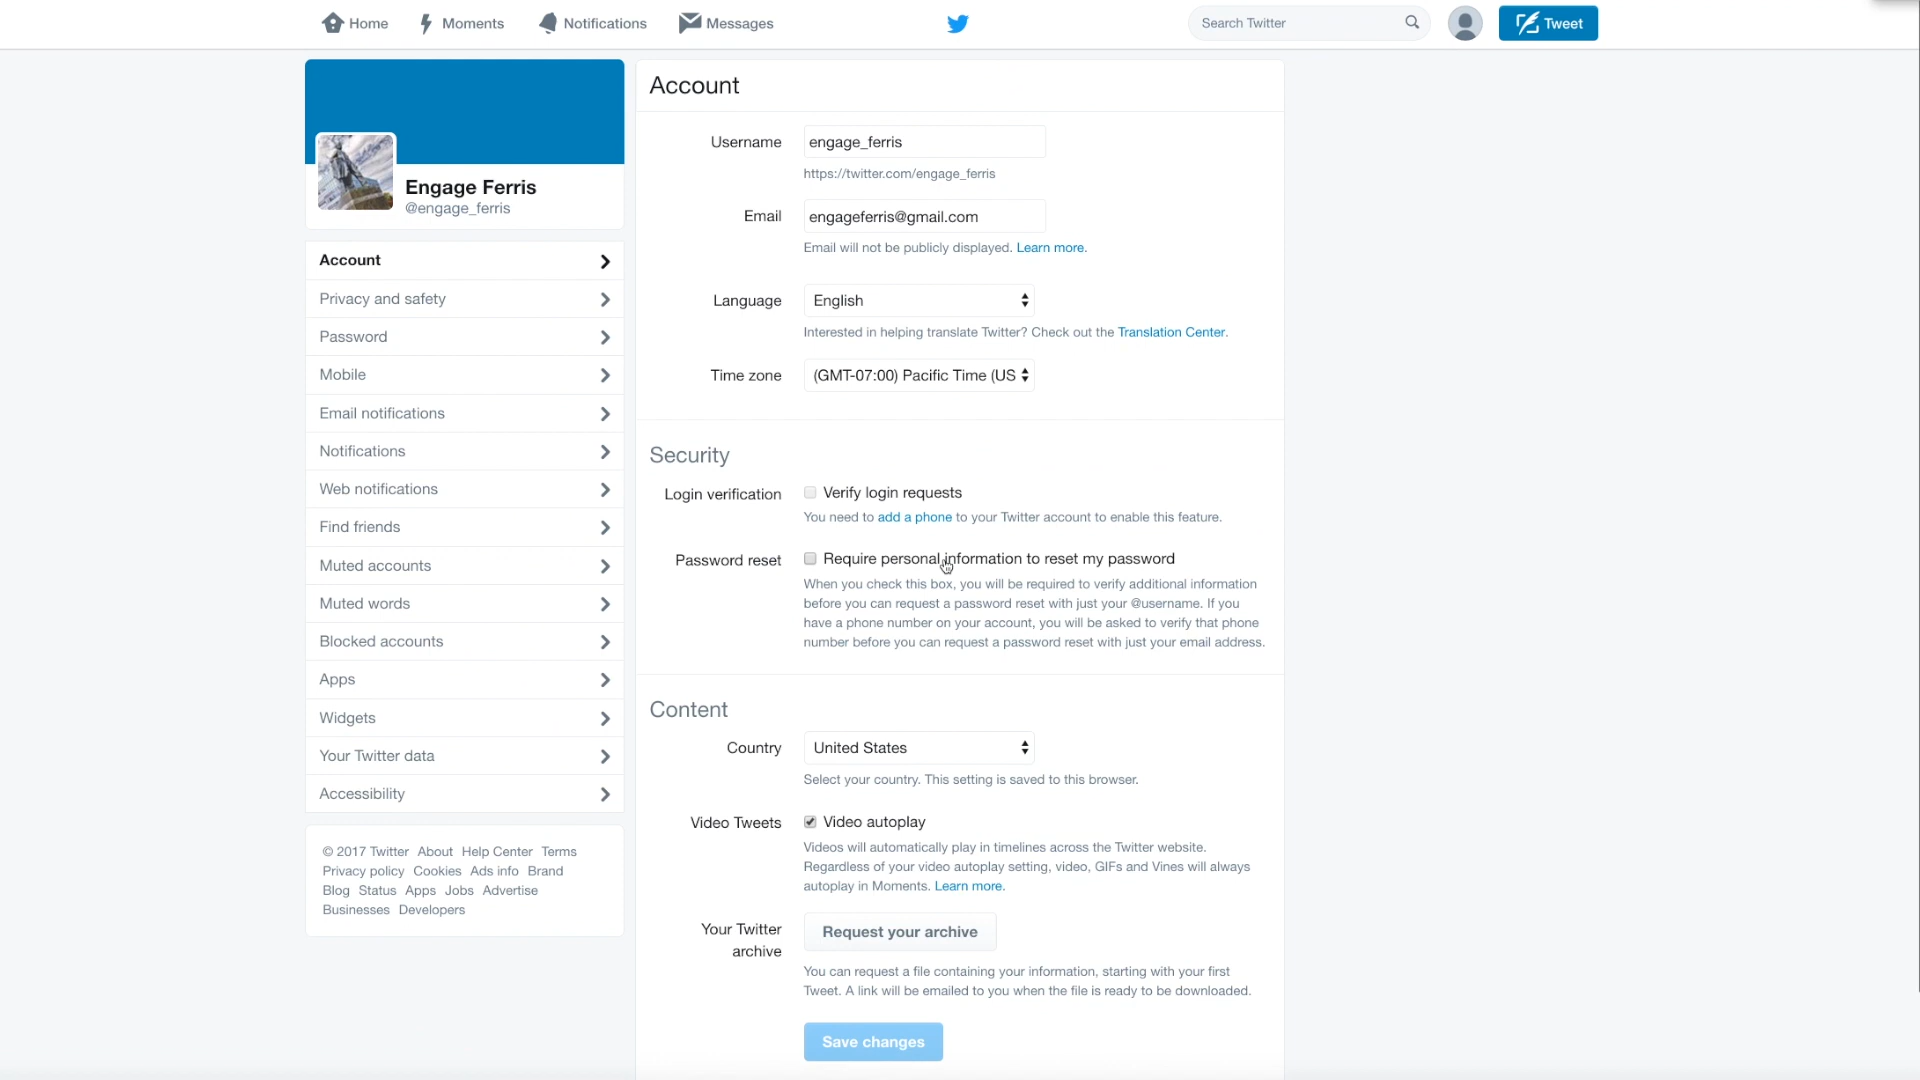 Home Moments Notifications Messages Search Twitter Tweet
Engage Ferris
@engage_ferris
Account
Privacy and safety
Password
Mobile
Email notifications
Notifications
Web notifications
Find friends
Muted accounts
Muted words
Blocked accounts
Apps
Widgets
Your Twitter data
Accessibility
© 2017 Twitter About Help Center Terms
Privacy policy Cookies Ads info Brand
Blog Status Apps Jobs Advertise
Businesses Developers
Account
Username engage_ferris
https://twitter.com/engage_ferris
Email engageferris@gmail.com
Email will not be publicly displayed. Learn more.
Language English
Interested in helping translate Twitter? Check out the Translation Center.
Time zone (GMT-07:00) Pacific Time (US
Security
Login verification Verify login requests
You need to add a phone to your Twitter account to enable this feature.
Password reset Require personal information to reset my password
When you check this box, you will be required to verify additional information
before you can request a password reset with just your @username. If you
have a phone number on your account, you will be asked to verify that phone
number before you can request a password reset with just your email address.
Content
Country United States
Select your country. This setting is saved to this browser.
Video Tweets Video autoplay
Videos will automatically play in timelines across the Twitter website.
Regardless of your video autoplay setting, video, GIFs and Vines will always
autoplay in Moments. Learn more.
Your Twitter
archive
Request your archive
You can request a file containing your information, starting with your first
Tweet. A link will be emailed to you when the file is ready to be downloaded.
Save changes